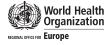 World Health
Organization
REGIONAL OFFICE FOR Europe